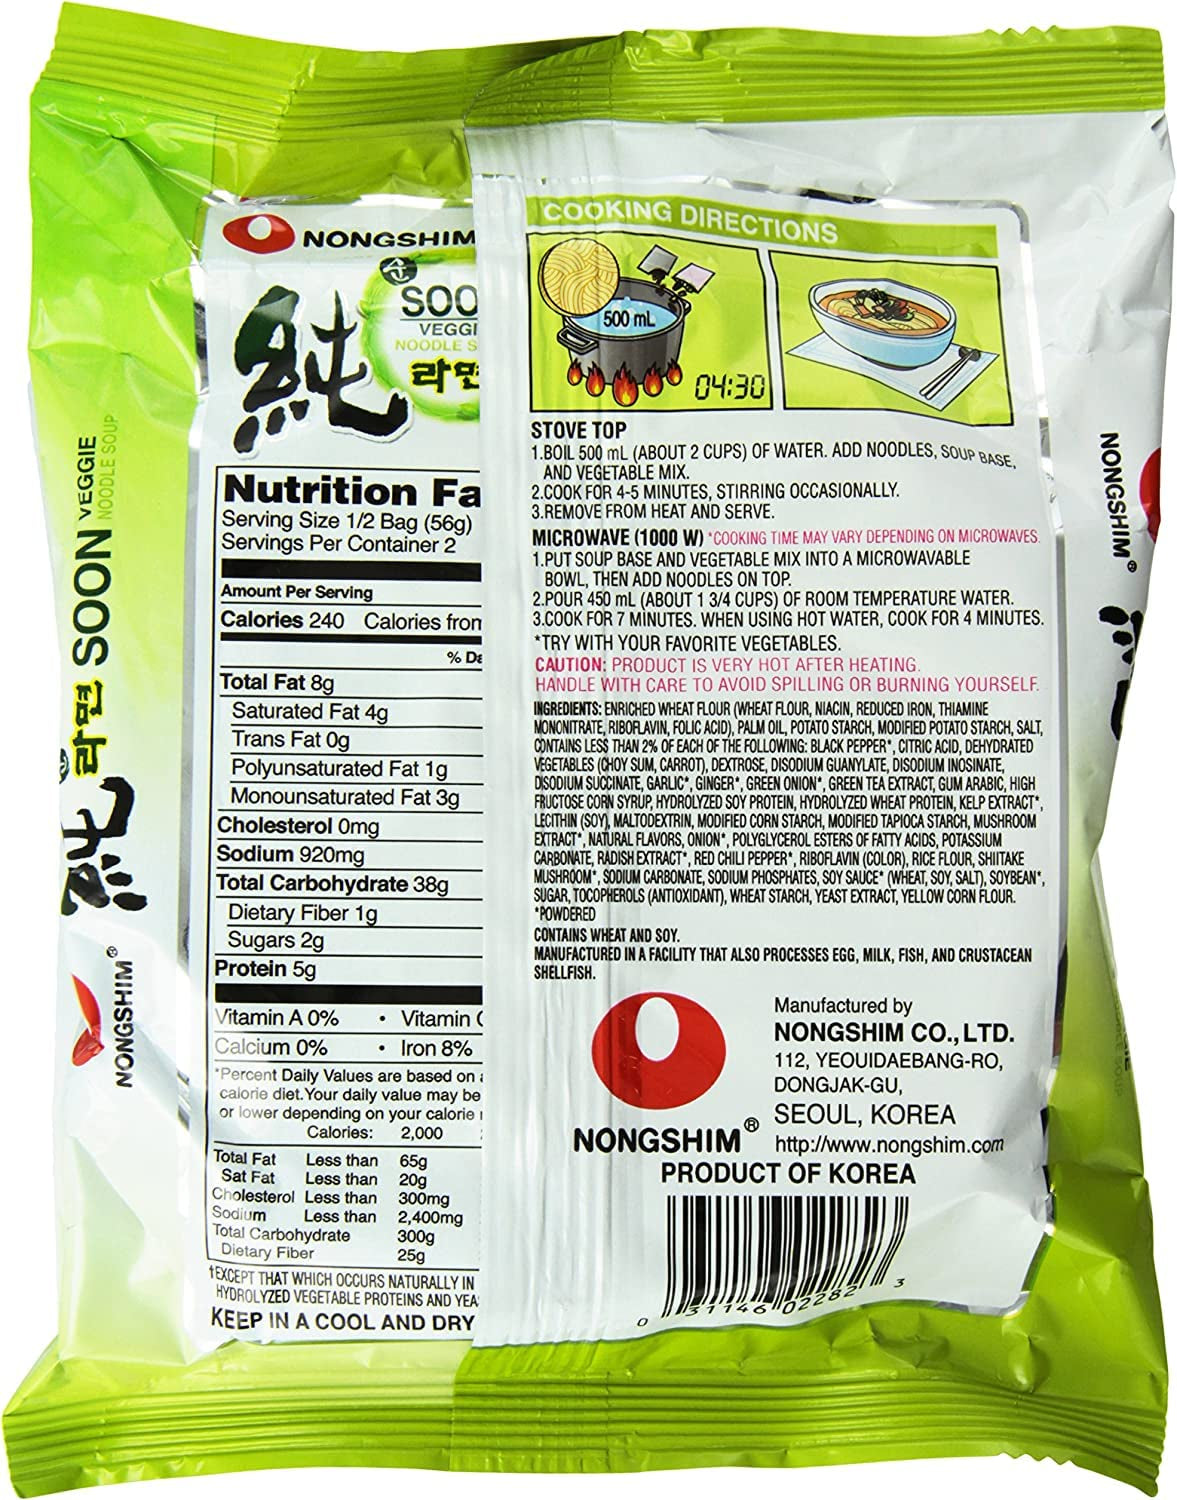 NONGSHIM
순
純
SOO
VEGGI
NOODLE S
라면
Nutrition Fa
Serving Size 1/2 Bag (56g)
Servings Per Container 2
Amount Per Serving
Calories 240 Calories from
% Da
Total Fat 8g
Saturated Fat 4g
Trans Fat 0g
Polyunsaturated Fat 1g
Monounsaturated Fat 3g
Cholesterol 0mg
Sodium 920mg
Total Carbohydrate 38g
Dietary Fiber 1g
Sugars 2g
Protein 5g
Vitamin A 0% • Vitamin C
Calcium 0% • Iron 8%
*Percent Daily Values are based on a
calorie diet.Your daily value may be
or lower depending on your calorie
Calories: 2,000
Total Fat Less than 65g
Sat Fat Less than 20g
Cholesterol Less than 300mg
Sodium Less than 2,400mg
Total Carbohydrate 300g
Dietary Fiber 25g
†EXCEPT THAT WHICH OCCURS NATURALLY IN
HYDROLYZED VEGETABLE PROTEINS AND YEA
KEEP IN A COOL AND DRY
COOKING DIRECTIONS
500 mL
04:30
STOVE TOP
1.BOIL 500 mL (ABOUT 2 CUPS) OF WATER. ADD NOODLES, SOUP BASE,
AND VEGETABLE MIX.
2.COOK FOR 4-5 MINUTES, STIRRING OCCASIONALLY.
3.REMOVE FROM HEAT AND SERVE.
MICROWAVE (1000 W) *COOKING TIME MAY VARY DEPENDING ON MICROWAVES.
1.PUT SOUP BASE AND VEGETABLE MIX INTO A MICROWAVABLE
BOWL, THEN ADD NOODLES ON TOP.
2.POUR 450 mL (ABOUT 1 3/4 CUPS) OF ROOM TEMPERATURE WATER.
3.COOK FOR 7 MINUTES. WHEN USING HOT WATER, COOK FOR 4 MINUTES.
*TRY WITH YOUR FAVORITE VEGETABLES.
CAUTION: PRODUCT IS VERY HOT AFTER HEATING.
HANDLE WITH CARE TO AVOID SPILLING OR BURNING YOURSELF.
INGREDIENTS: ENRICHED WHEAT FLOUR (WHEAT FLOUR, NIACIN, REDUCED IRON, THIAMINE
MONONITRATE, RIBOFLAVIN, FOLIC ACID), PALM OIL, POTATO STARCH, MODIFIED POTATO STARCH, SALT,
CONTAINS LESS THAN 2% OF EACH OF THE FOLLOWING: BLACK PEPPER*, CITRIC ACID, DEHYDRATED
VEGETABLES (CHOY SUM, CARROT), DEXTROSE, DISODIUM GUANYLATE, DISODIUM INOSINATE,
DISODIUM SUCCINATE, GARLIC*, GINGER*, GREEN ONION*, GREEN TEA EXTRACT, GUM ARABIC, HIGH
FRUCTOSE CORN SYRUP, HYDROLYZED SOY PROTEIN, HYDROLYZED WHEAT PROTEIN, KELP EXTRACT*,
LECITHIN (SOY), MALTODEXTRIN, MODIFIED CORN STARCH, MODIFIED TAPIOCA STARCH, MUSHROOM
EXTRACT*, NATURAL FLAVORS, ONION*, POLYGLYCEROL ESTERS OF FATTY ACIDS, POTASSIUM
CARBONATE, RADISH EXTRACT*, RED CHILI PEPPER*, RIBOFLAVIN (COLOR), RICE FLOUR, SHIITAKE
MUSHROOM*, SODIUM CARBONATE, SODIUM PHOSPHATES, SOY SAUCE* (WHEAT, SOY, SALT), SOYBEAN*,
SUGAR, TOCOPHEROLS (ANTIOXIDANT), WHEAT STARCH, YEAST EXTRACT, YELLOW CORN FLOUR.
*POWDERED
CONTAINS WHEAT AND SOY.
MANUFACTURED IN A FACILITY THAT ALSO PROCESSES EGG, MILK, FISH, AND CRUSTACEAN
SHELLFISH.
NONGSHIM®
Manufactured by
NONGSHIM CO., LTD.
112, YEOUIDAEBANG-RO,
DONGJAK-GU,
SEOUL, KOREA
http://www.nongshim.com
PRODUCT OF KOREA
0 31146 02282 3
純 라면 SOON VEGGIE
NOODLE SOUP
NONGSHIM®
NONGSHIM®